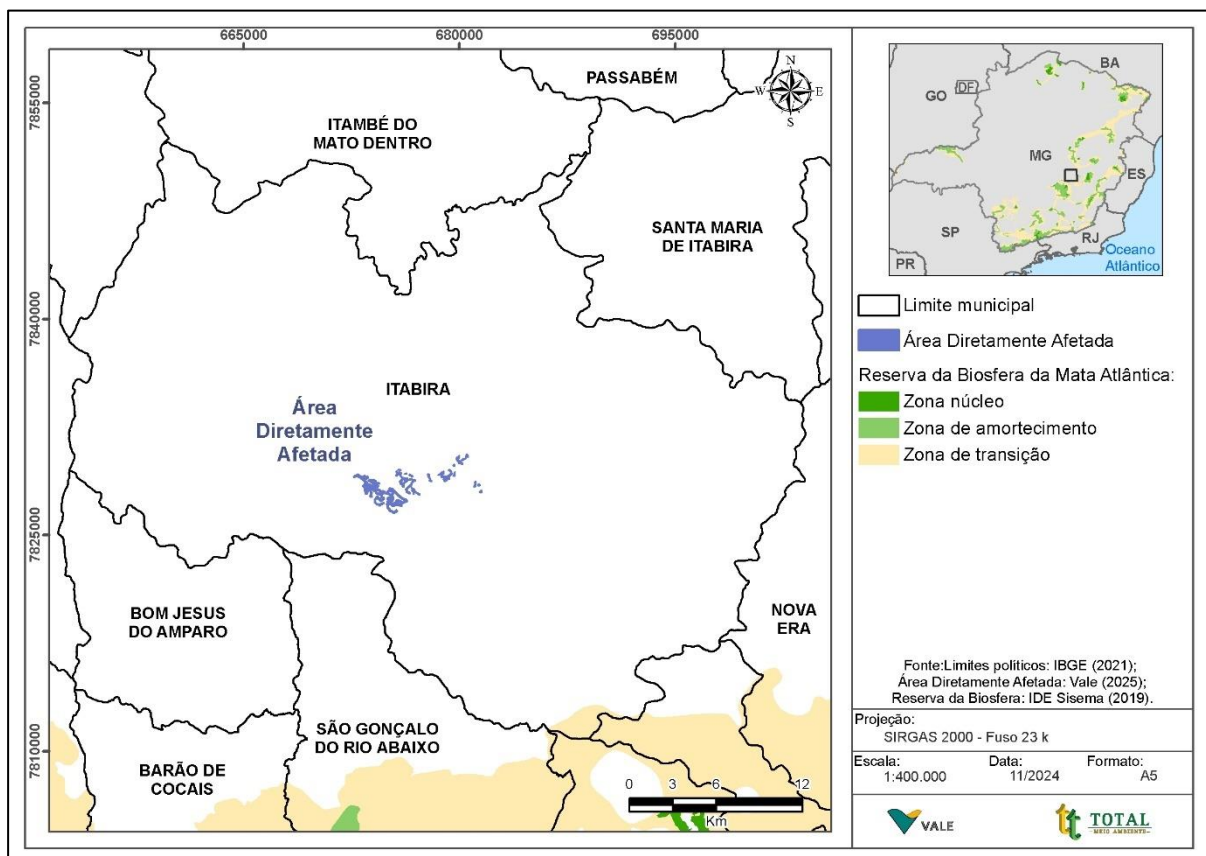 665000
680000
695000
7855000
7840000
7825000
7810000
PASSABÉM
N
W
E
S
ITAMBÉ DO
MATO DENTRO
SANTA MARIA
DE ITABIRA
ITABIRA
Área
Diretamente
Afetada
BOM JESUS
DO AMPARO
NOVA
ERA
SÃO GONÇALO
DO RIO ABAIXO
BARÃO DE
COCAIS
0 3 6 12
Km
BA
GO
DF
MG
ES
SP
RJ
PR
Oceano
Atlântico
Limite municipal
Área Diretamente Afetada
Reserva da Biosfera da Mata Atlântica:
Zona núcleo
Zona de amortecimento
Zona de transição
Fonte:Limites políticos: IBGE (2021);
Área Diretamente Afetada: Vale (2025);
Reserva da Biosfera: IDE Sisema (2019).
Projeção:
SIRGAS 2000 - Fuso 23 k
Escala: Data: Formato:
1:400.000 11/2024 A5
VALE
TOTAL
MEIO AMBIENTE